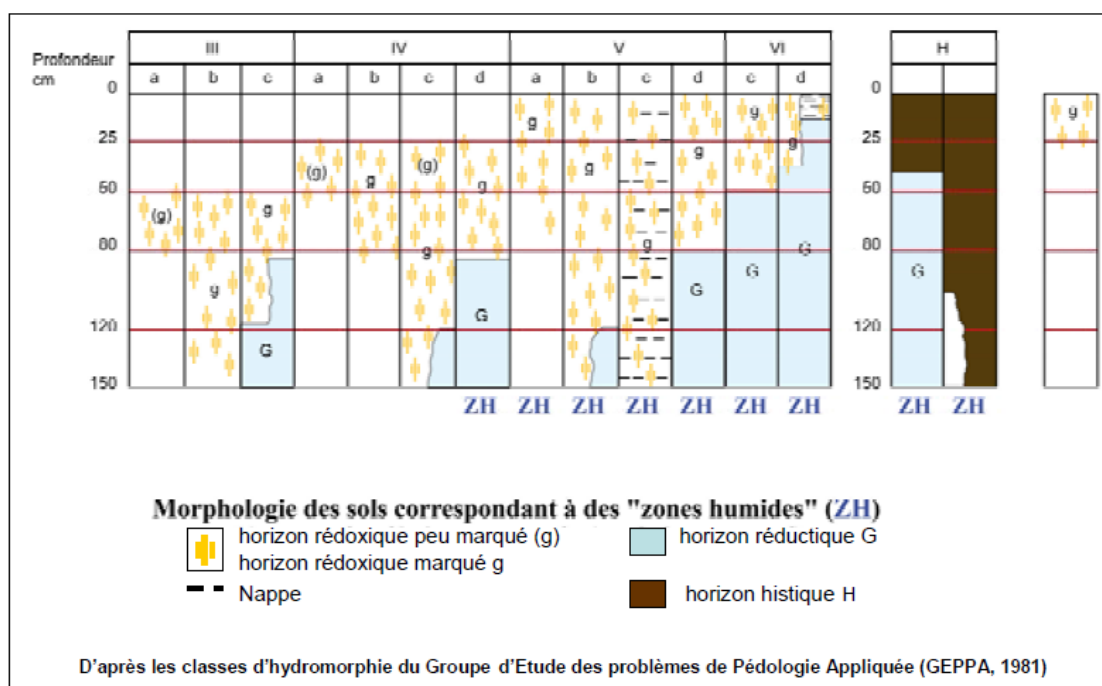 III IV V VI H
Profondeur
cm
a b c a b c d a b c d c d
0 0
g g g g
25 25
(g) g (g) g g g g
50 50
(g) g g
80 g g G 80
g G G G G
120 G 120
150 150
ZH ZH ZH ZH ZH ZH ZH ZH ZH
Morphologie des sols correspondant à des "zones humides" (ZH)
horizon rédoxique peu marqué (g) horizon réductique G
horizon rédoxique marqué g
Nappe horizon histique H
D'après les classes d'hydromorphie du Groupe d'Etude des problèmes de Pédologie Appliquée (GEPPA, 1981)